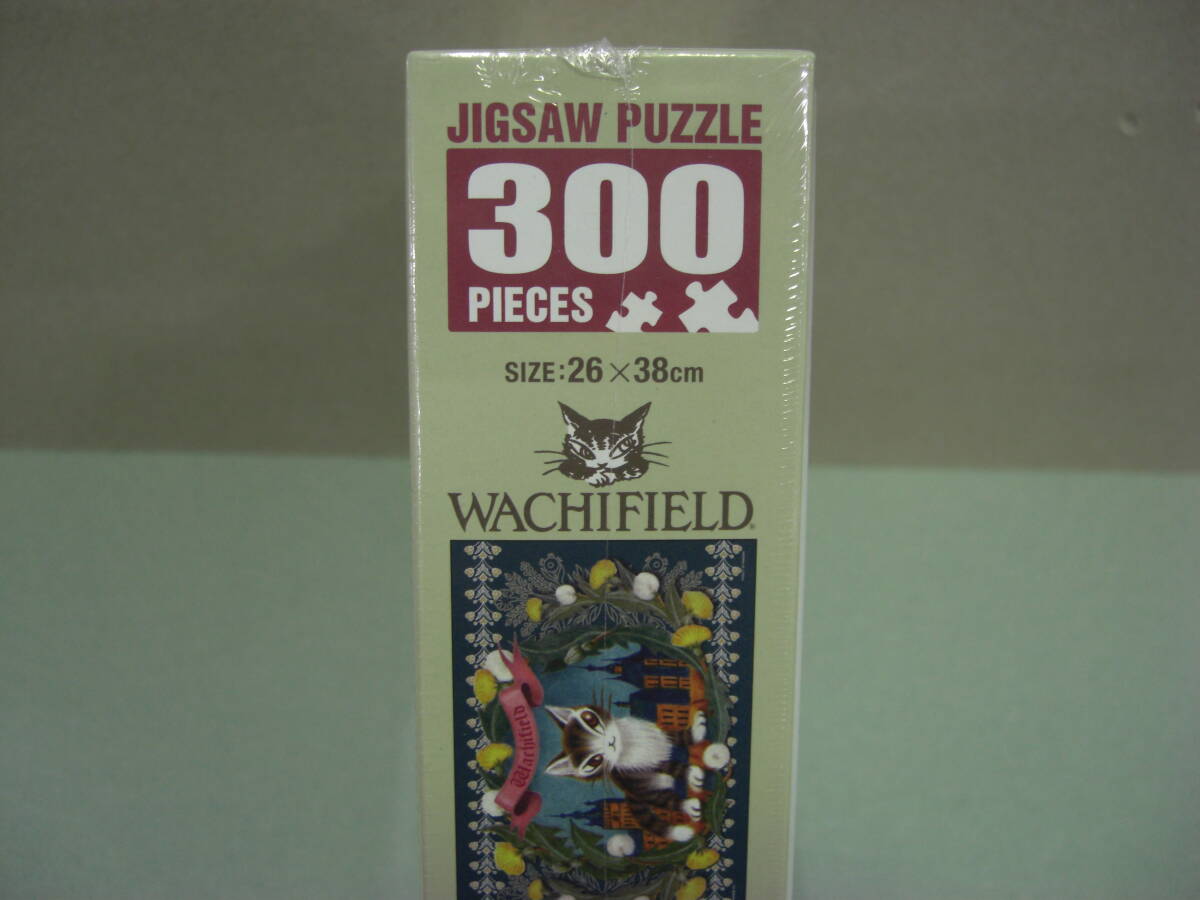 JIGSAW PUZZLE
300
PIECES
SIZE:26×38cm
WACHIFIELD
Wachifield